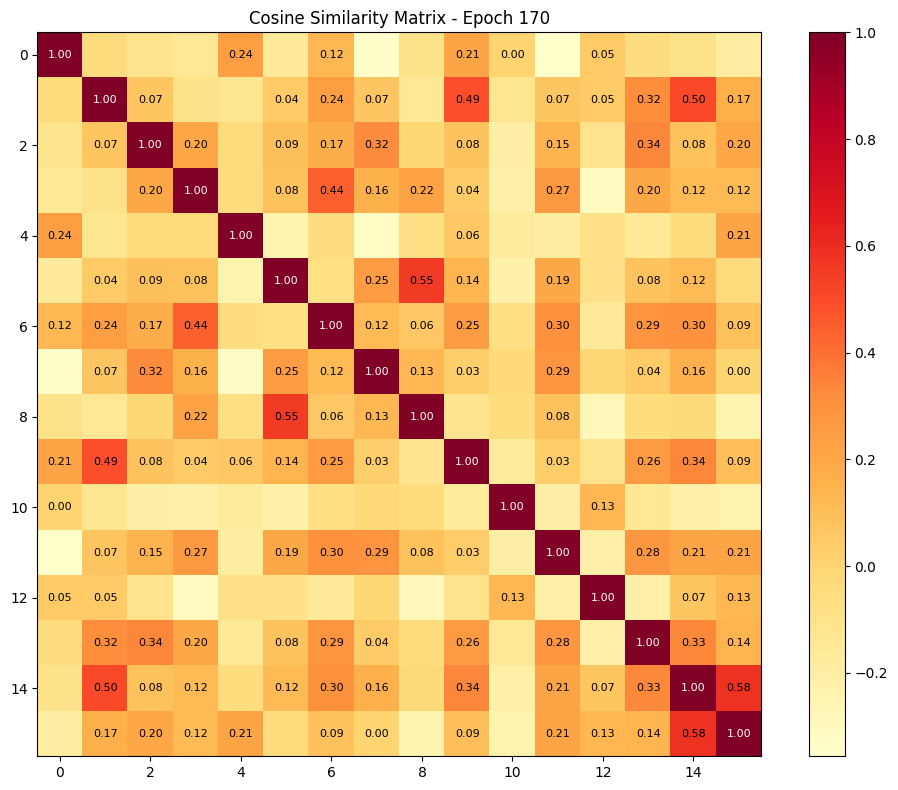 Cosine Similarity Matrix - Epoch 170
0 1.00 0.24 0.12 0.21 0.00 0.05 1.0
1.00 0.07 0.04 0.24 0.07 0.49 0.07 0.05 0.32 0.50 0.17
2 0.07 1.00 0.20 0.09 0.17 0.32 0.08 0.15 0.34 0.08 0.20 0.8
0.20 1.00 0.08 0.44 0.16 0.22 0.04 0.27 0.20 0.12 0.12
4 0.24 1.00 0.06 0.21 0.6
0.04 0.09 0.08 1.00 0.25 0.55 0.14 0.19 0.08 0.12
6 0.12 0.24 0.17 0.44 1.00 0.12 0.06 0.25 0.30 0.29 0.30 0.09 0.4
0.07 0.32 0.16 0.25 0.12 1.00 0.13 0.03 0.29 0.04 0.16 0.00
8 0.22 0.55 0.06 0.13 1.00 0.08
0.21 0.49 0.08 0.04 0.06 0.14 0.25 0.03 1.00 0.03 0.26 0.34 0.09 0.2
10 0.00 1.00 0.13
0.07 0.15 0.27 0.19 0.30 0.29 0.08 0.03 1.00 0.28 0.21 0.21 0.0
12 0.05 0.05 0.13 1.00 0.07 0.13
0.32 0.34 0.20 0.08 0.29 0.04 0.26 0.28 1.00 0.33 0.14
14 0.50 0.08 0.12 0.12 0.30 0.16 0.34 0.21 0.07 0.33 1.00 0.58 −0.2
0.17 0.20 0.12 0.21 0.09 0.00 0.09 0.21 0.13 0.14 0.58 1.00
0 2 4 6 8 10 12 14